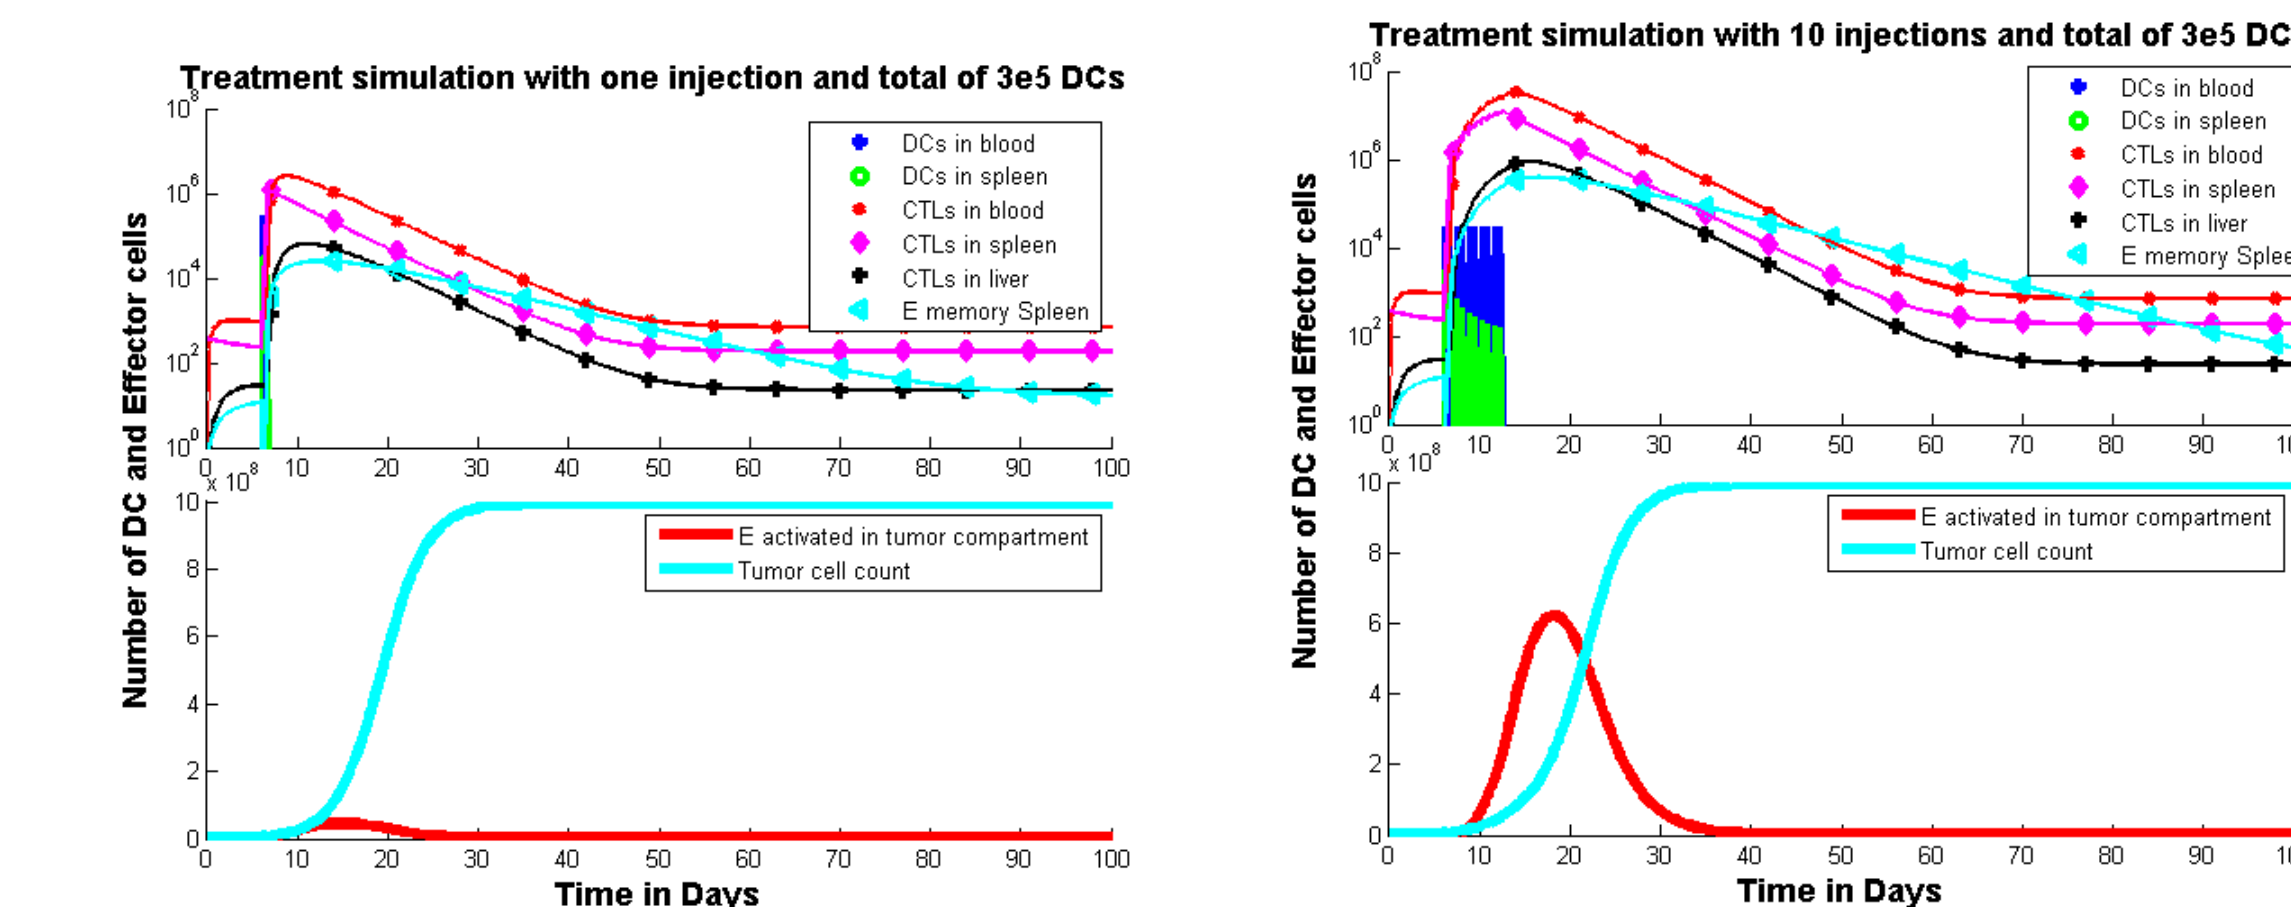 Treatment simulation with one injection and total of 3e5 DCs
10^8
10^6
10^4
10^2
10^0
DCs in blood
DCs in spleen
CTLs in blood
CTLs in spleen
CTLs in liver
E memory Spleen
0 10 20 30 40 50 60 70 80 90 100
Number of DC and Effector cells
x 10^8
10
8
6
4
2
0
E activated in tumor compartment
Tumor cell count
0 10 20 30 40 50 60 70 80 90 100
Time in Days
Treatment simulation with 10 injections and total of 3e5 DC
10^8
10^6
10^4
10^2
10^0
DCs in blood
DCs in spleen
CTLs in blood
CTLs in spleen
CTLs in liver
E memory Splee
0 10 20 30 40 50 60 70 80 90 10
Number of DC and Effector cells
x 10^8
10
8
6
4
2
0
E activated in tumor compartment
Tumor cell count
0 10 20 30 40 50 60 70 80 90 10
Time in Days